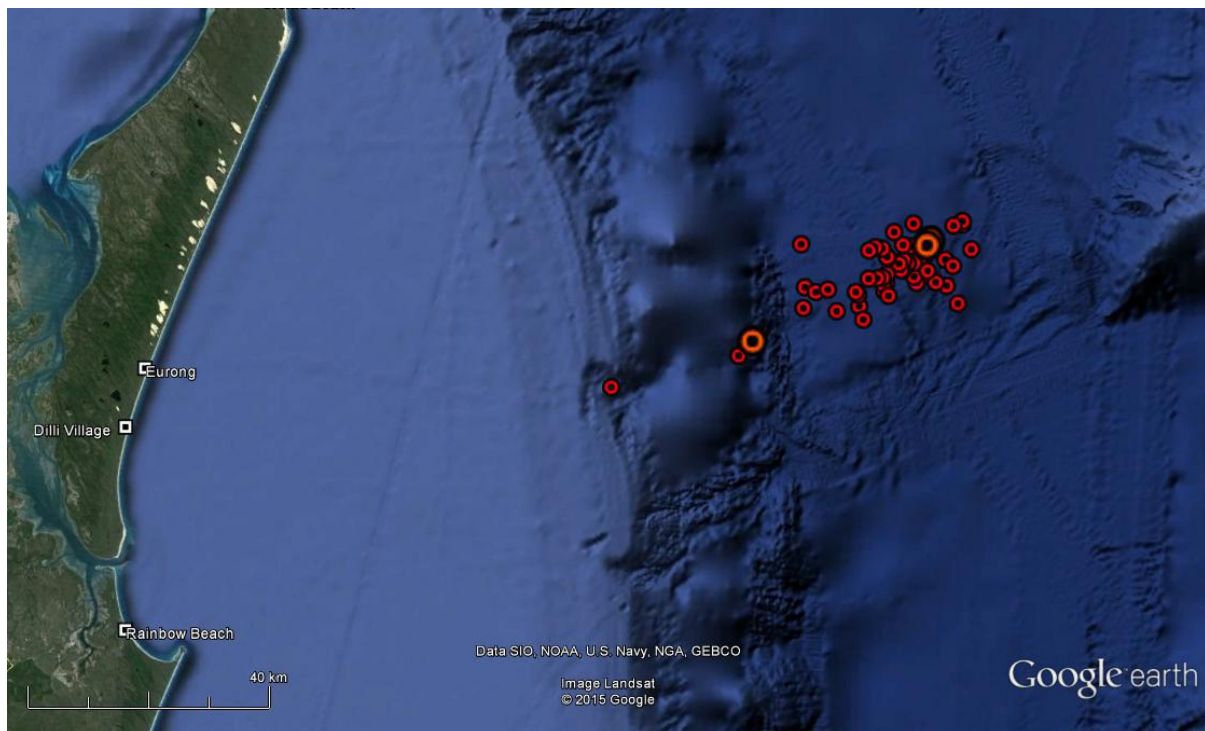 Eurong
Dilli Village
Rainbow Beach
40 km
Data SIO, NOAA, U.S. Navy, NGA, GEBCO
Image Landsat
© 2015 Google
Google earth